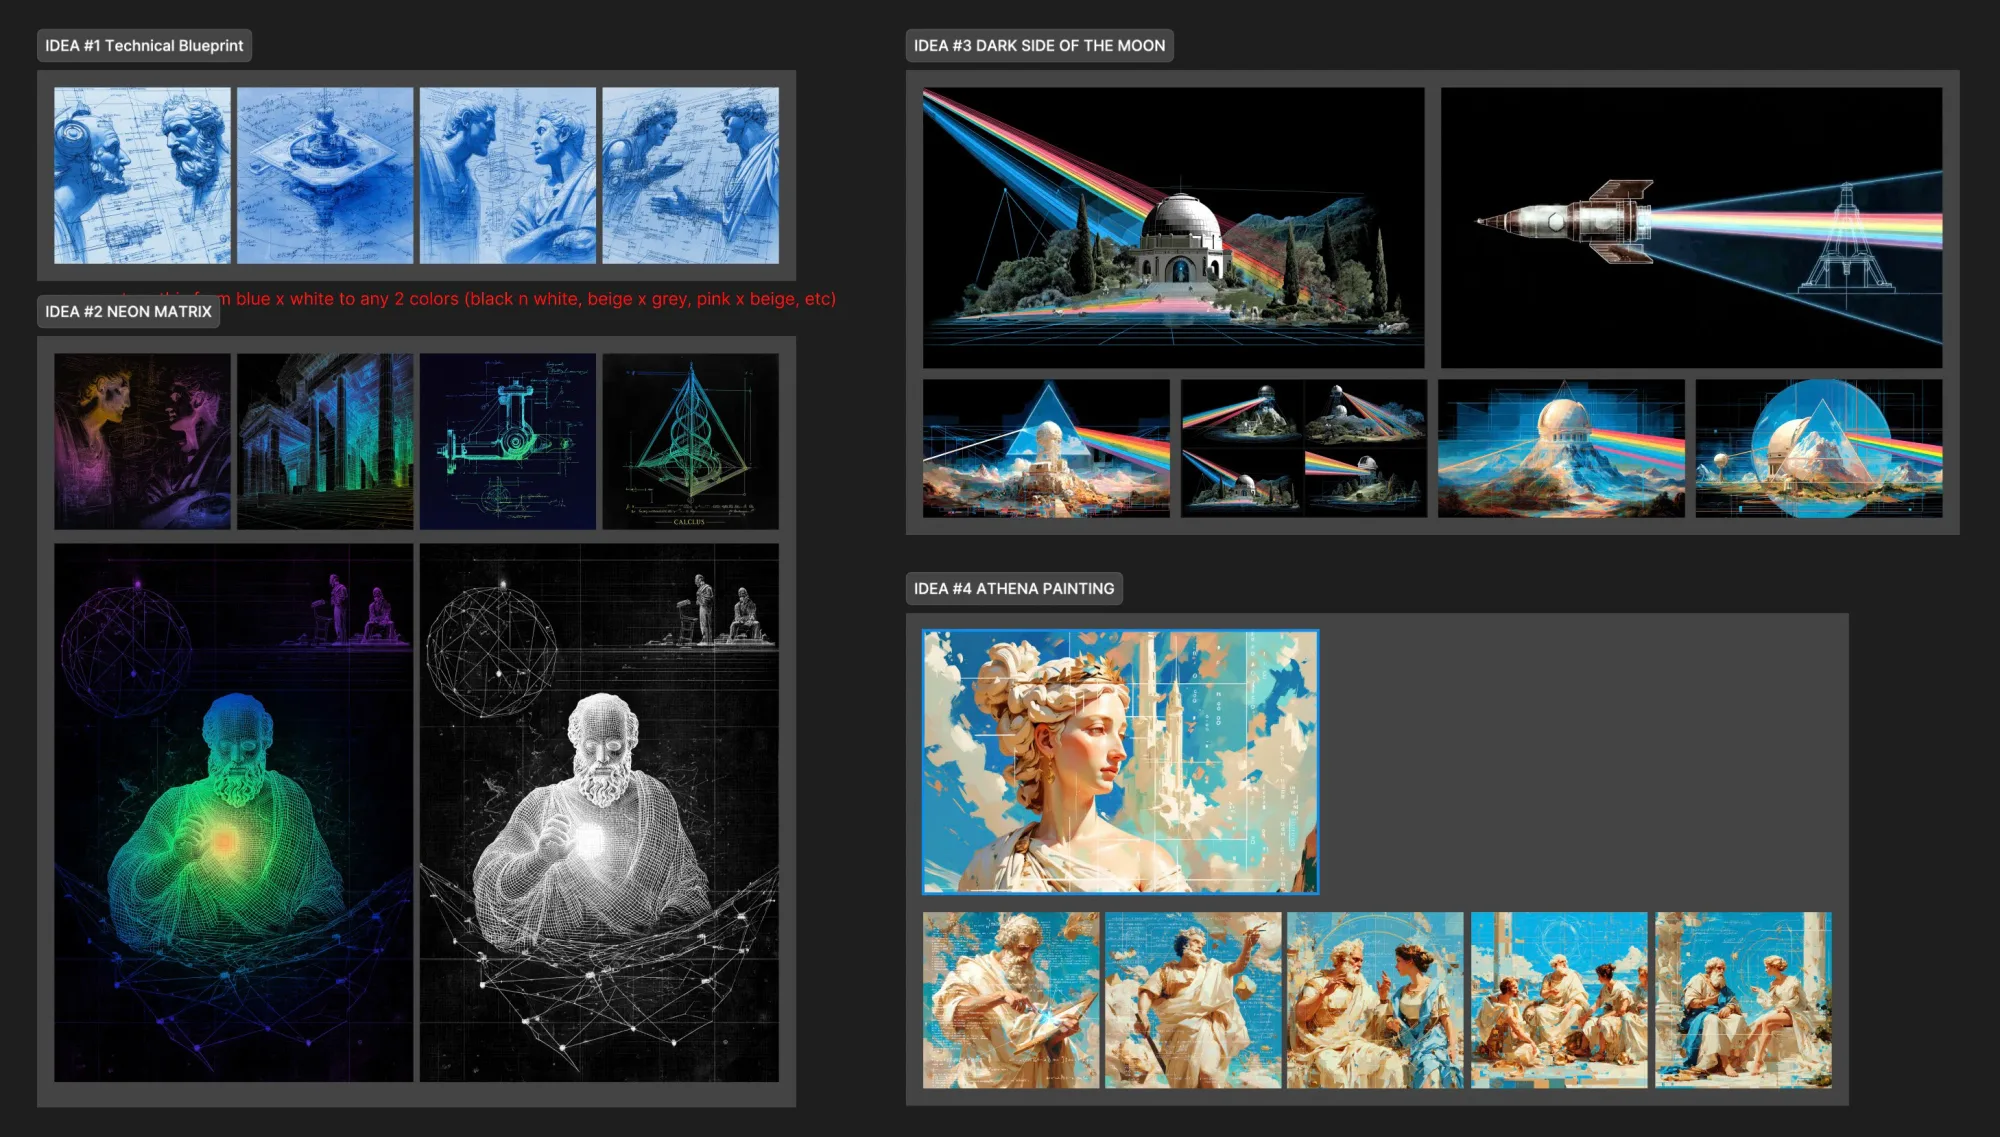 IDEA #1 Technical Blueprint
blue x white to any 2 colors (black n white, beige x grey, pink x beige, etc)
IDEA #2 NEON MATRIX
CALCLUS
IDEA #3 DARK SIDE OF THE MOON
IDEA #4 ATHENA PAINTING